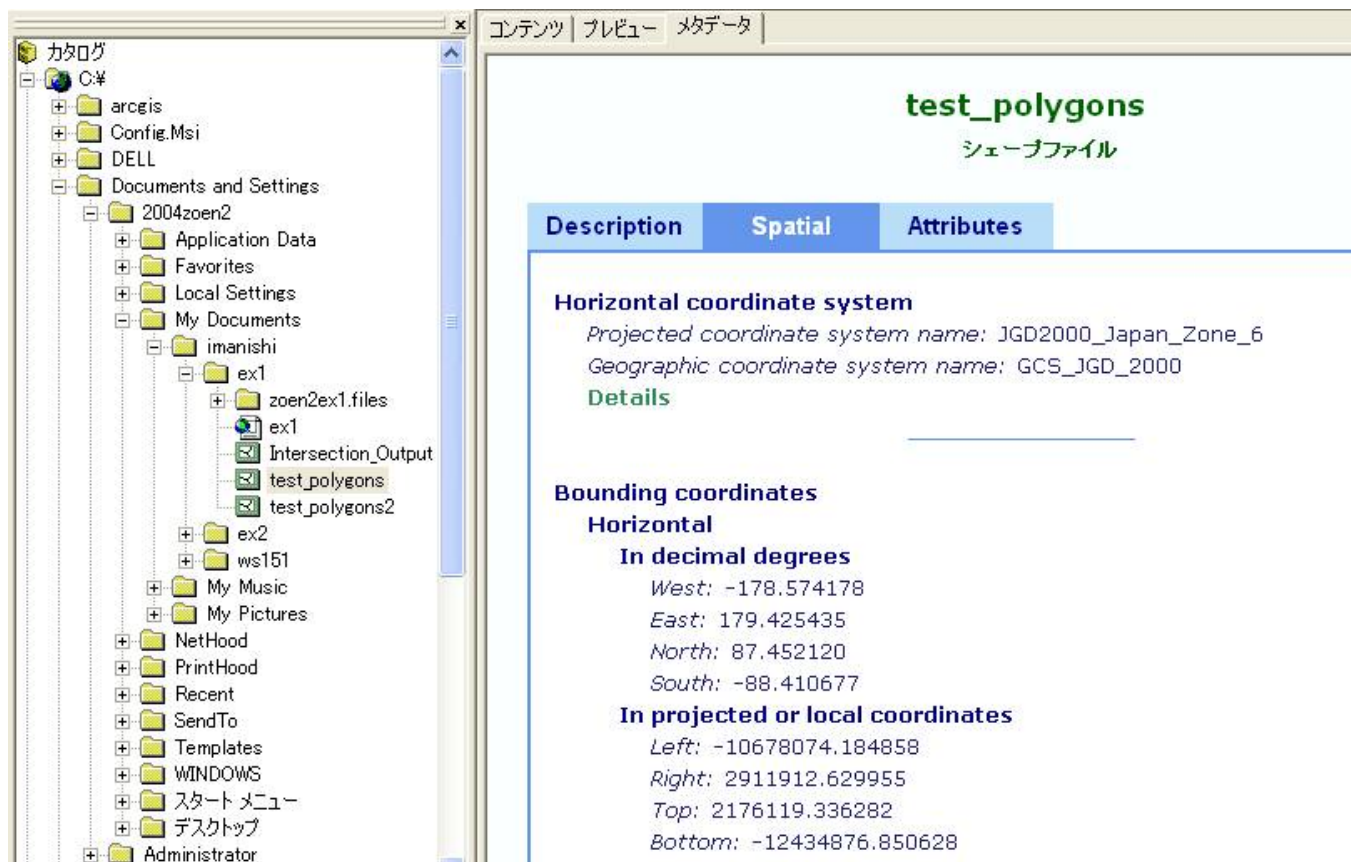 カタログ
C:¥
arcgis
Config.Msi
DELL
Documents and Settings
2004zoen2
Application Data
Favorites
Local Settings
My Documents
imanishi
ex1
zoen2ex1.files
ex1
Intersection_Output
test_polygons
test_polygons2
ex2
ws151
My Music
My Pictures
NetHood
PrintHood
Recent
SendTo
Templates
WINDOWS
スタート メニュー
デスクトップ
Administrator
コンテンツ プレビュー メタデータ
test_polygons
シェープファイル
Description Spatial Attributes
Horizontal coordinate system
Projected coordinate system name: JGD2000_Japan_Zone_6
Geographic coordinate system name: GCS_JGD_2000
Details
Bounding coordinates
Horizontal
In decimal degrees
West: -178.574178
East: 179.425435
North: 87.452120
South: -88.410677
In projected or local coordinates
Left: -10678074.184858
Right: 2911912.629955
Top: 2176119.336282
Bottom: -12434876.850628